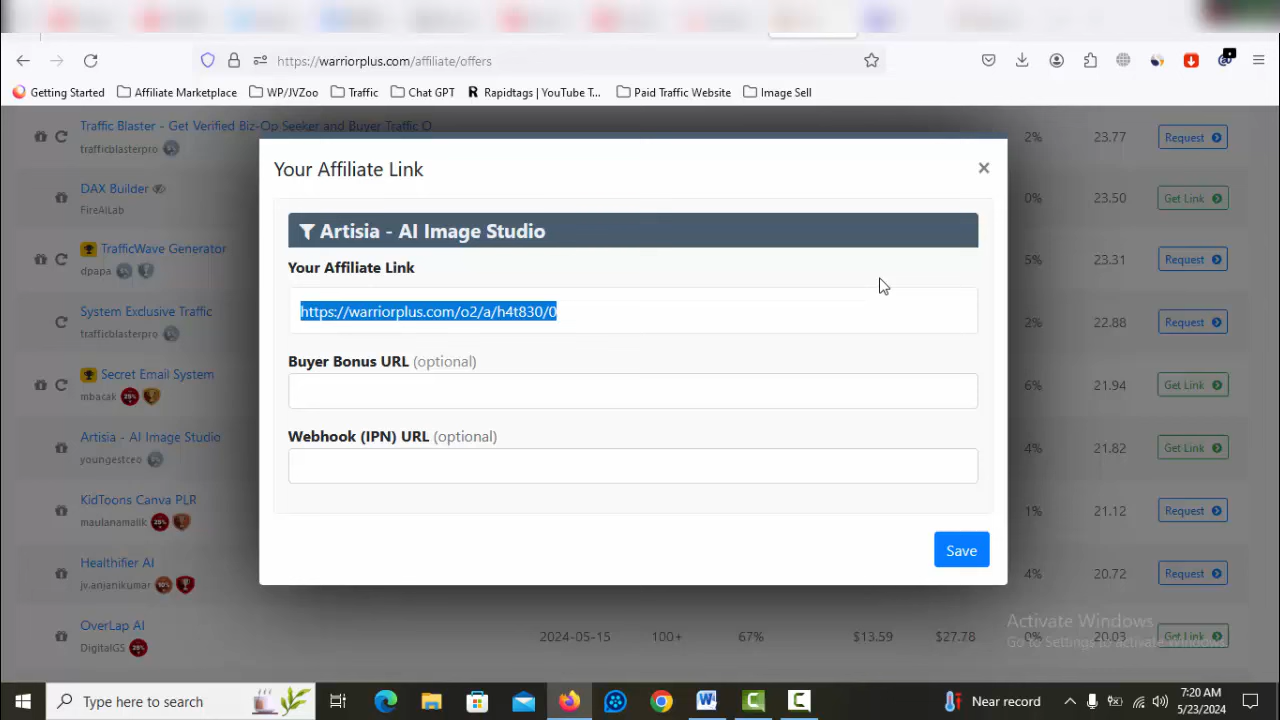 https://warriorplus.com/affiliate/offers
Getting Started Affiliate Marketplace WP/JVZoo Traffic Chat GPT Rapidtags | YouTube T... Paid Traffic Website Image Sell
Traffic Blaster - Get Verified Biz-Op Seeker and Buyer Traffic O 2% 23.77 Request
trafficblasterpro
Your Affiliate Link ×
DAX Builder 0% 23.50 Get Link
FireAILab
Artisia - AI Image Studio
TrafficWave Generator 5% 23.31 Request
dpapa
Your Affiliate Link
https://warriorplus.com/o2/a/h4t830/0
System Exclusive Traffic 2% 22.88 Request
trafficblasterpro
Buyer Bonus URL (optional)
Secret Email System 6% 21.94 Get Link
mbacak 25%
Webhook (IPN) URL (optional)
Artisia - AI Image Studio 4% 21.82 Get Link
youngestceo
KidToons Canva PLR 1% 21.12 Request
maulanamalik 25%
Save
Healthifier AI 4% 20.72 Request
jv.anjanikumar 10%
OverLap AI 2024-05-15 100+ 67% $13.59 $27.78 0% 20.03 Get Link
DigitalGS 25%
Activate Windows
Go to Settings to activate Windows.
Type here to search Near record 7:20 AM
5/23/2024